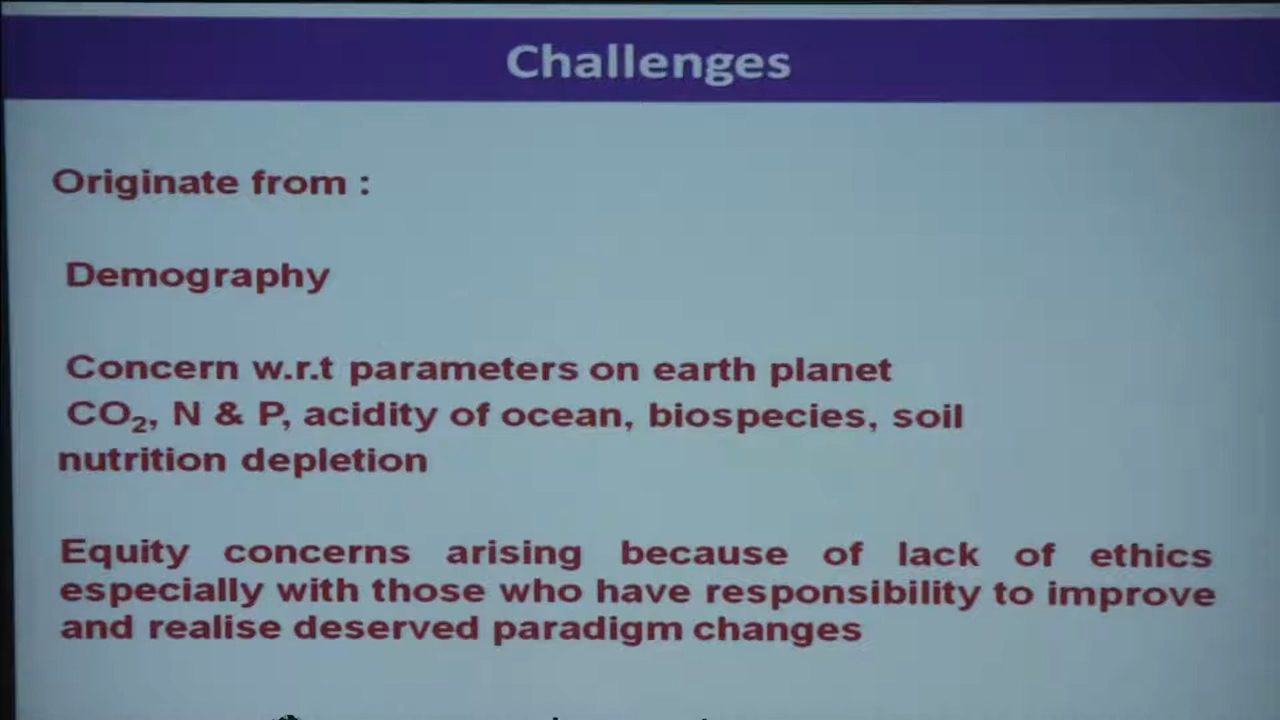 Challenges
Originate from :
Demography
Concern w.r.t parameters on earth planet
CO₂, N & P, acidity of ocean, biospecies, soil
nutrition depletion
Equity concerns arising because of lack of ethics
especially with those who have responsibility to improve
and realise deserved paradigm changes